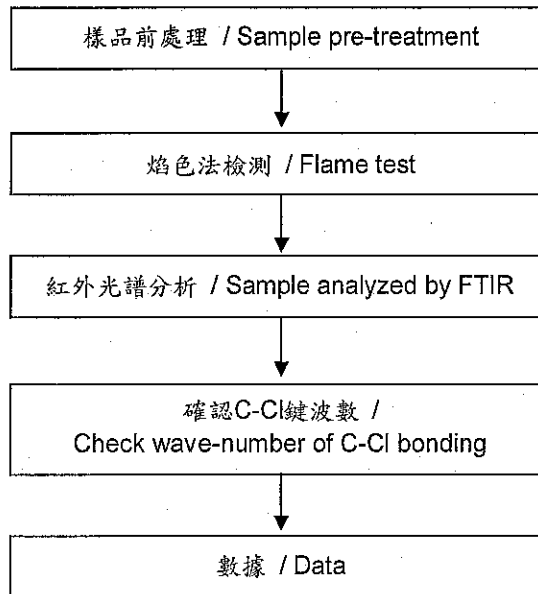 樣品前處理 / Sample pre-treatment
焰色法檢測 / Flame test
紅外光譜分析 / Sample analyzed by FTIR
確認C-Cl鍵波數 /
Check wave-number of C-Cl bonding
數據 / Data